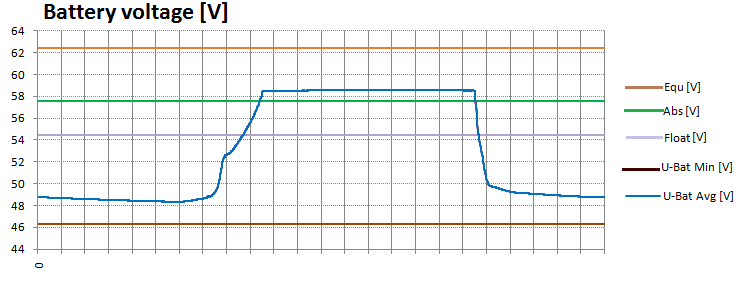 Battery voltage [V]
64
62
60
58
56
54
52
50
48
46
44
0
Equ [V]
Abs [V]
Float [V]
U-Bat Min [V]
U-Bat Avg [V]